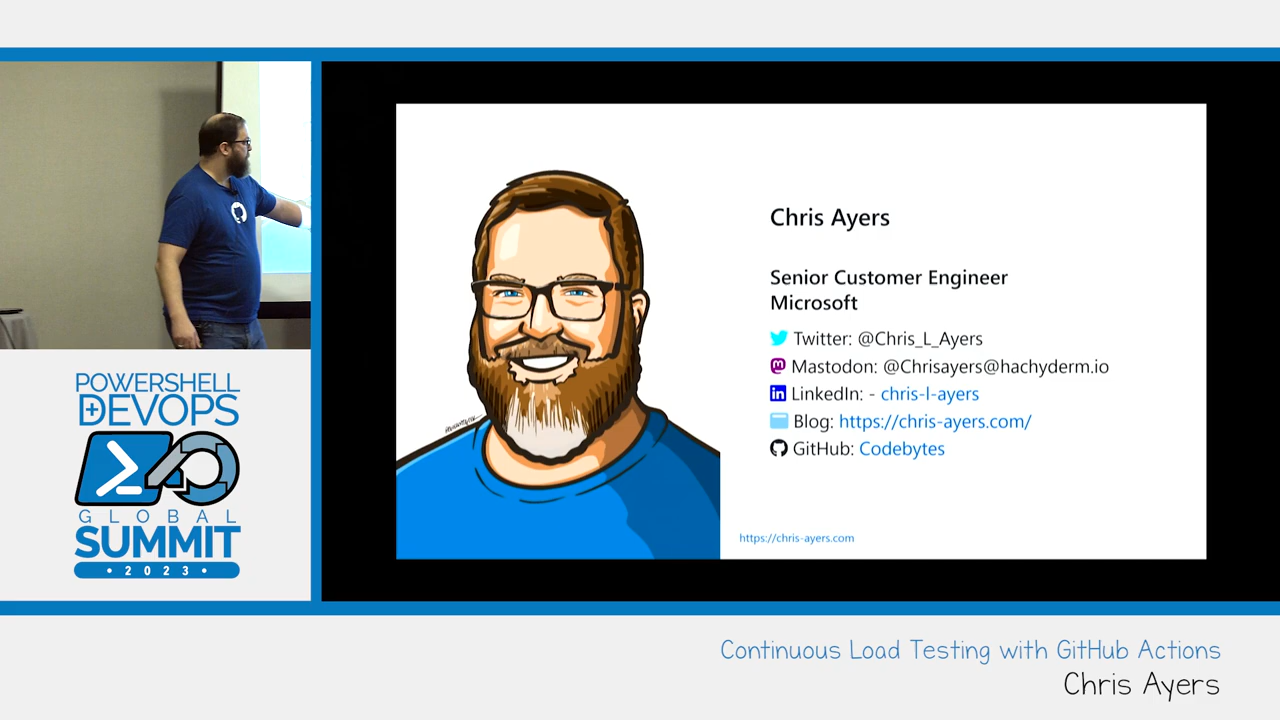 Chris Ayers
Senior Customer Engineer
Microsoft
Twitter: @Chris_L_Ayers
Mastodon: @Chrisayers@hachyderm.io
LinkedIn: - chris-l-ayers
Blog: https://chris-ayers.com/
GitHub: Codebytes
https://chris-ayers.com
POWERSHELL
+DEVOPS
GLOBAL
SUMMIT
• 2023 •
Continuous Load Testing with GitHub Actions
Chris Ayers